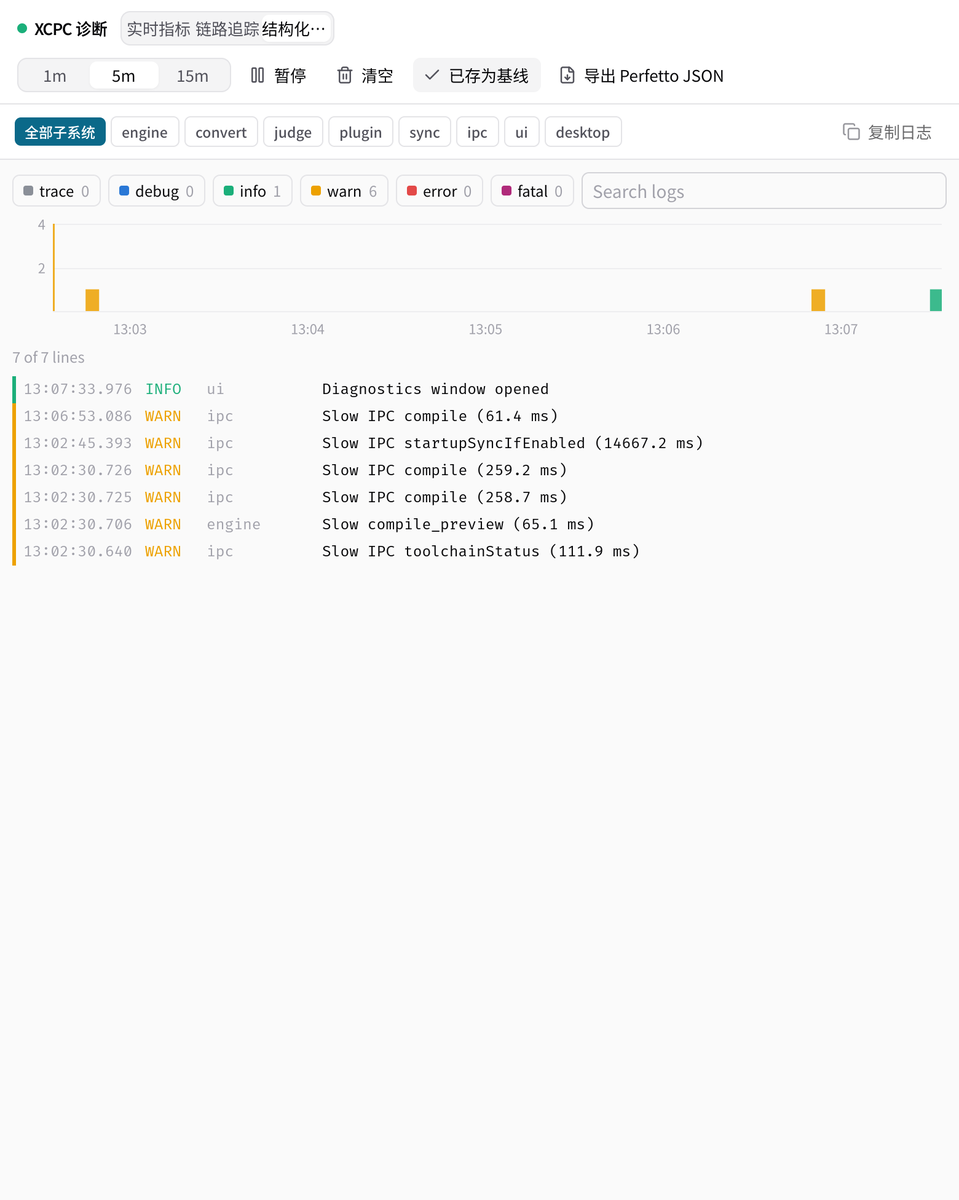 XCPC 诊断 实时指标 链路追踪 结构化…
1m 5m 15m 暂停 清空 已存为基线 导出 Perfetto JSON
全部子系统 engine convert judge plugin sync ipc ui desktop 复制日志
trace 0 debug 0 info 1 warn 6 error 0 fatal 0 Search logs
4
2
13:03 13:04 13:05 13:06 13:07
7 of 7 lines
13:07:33.976 INFO ui Diagnostics window opened
13:06:53.086 WARN ipc Slow IPC compile (61.4 ms)
13:02:45.393 WARN ipc Slow IPC startupSyncIfEnabled (14667.2 ms)
13:02:30.726 WARN ipc Slow IPC compile (259.2 ms)
13:02:30.725 WARN ipc Slow IPC compile (258.7 ms)
13:02:30.706 WARN engine Slow compile_preview (65.1 ms)
13:02:30.640 WARN ipc Slow IPC toolchainStatus (111.9 ms)